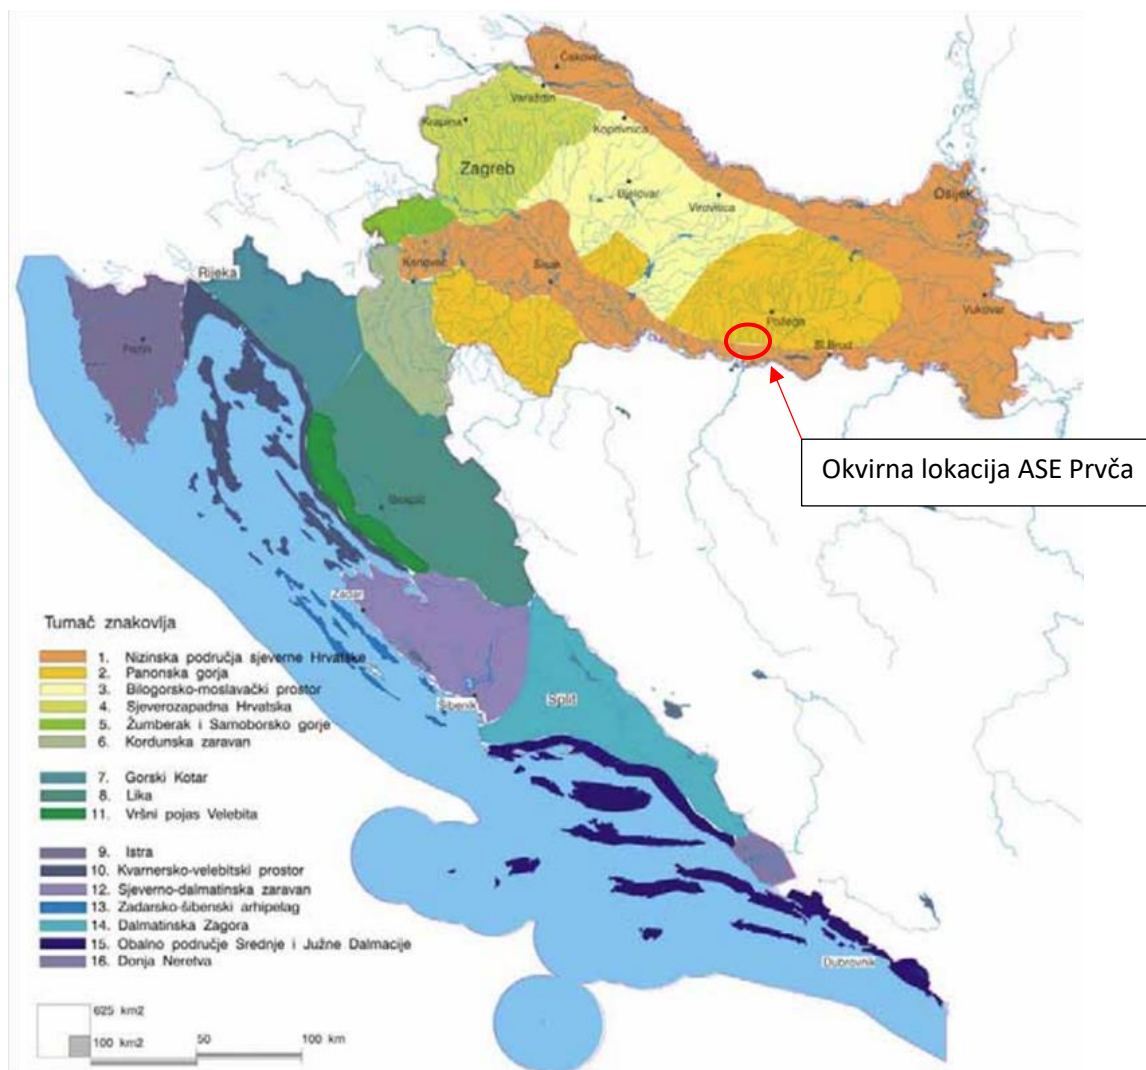 Čakovec
Varaždin
Krapina
Koprivnica
Zagreb
Bjelovar
Virovitica
Osijek
Karlovac
Sisak
Rijeka
Požega
Vukovar
Sl.Brod
Pazin
Okvirna lokacija ASE Prvča
Gospić
Zadar
Šibenik
Split
Dubrovnik
Tumač znakovlja
1. Nizinska područja sjeverne Hrvatske
2. Panonska gorja
3. Bilogorsko-moslavački prostor
4. Sjeverozapadna Hrvatska
5. Žumberak i Samoborsko gorje
6. Kordunska zaravan
7. Gorski Kotar
8. Lika
11. Vršni pojas Velebita
9. Istra
10. Kvarnersko-velebitski prostor
12. Sjeverno-dalmatinska zaravan
13. Zadarsko-šibenski arhipelag
14. Dalmatinska Zagora
15. Obalno područje Srednje i Južne Dalmacije
16. Donja Neretva
625 km2
100 km2
50
100 km